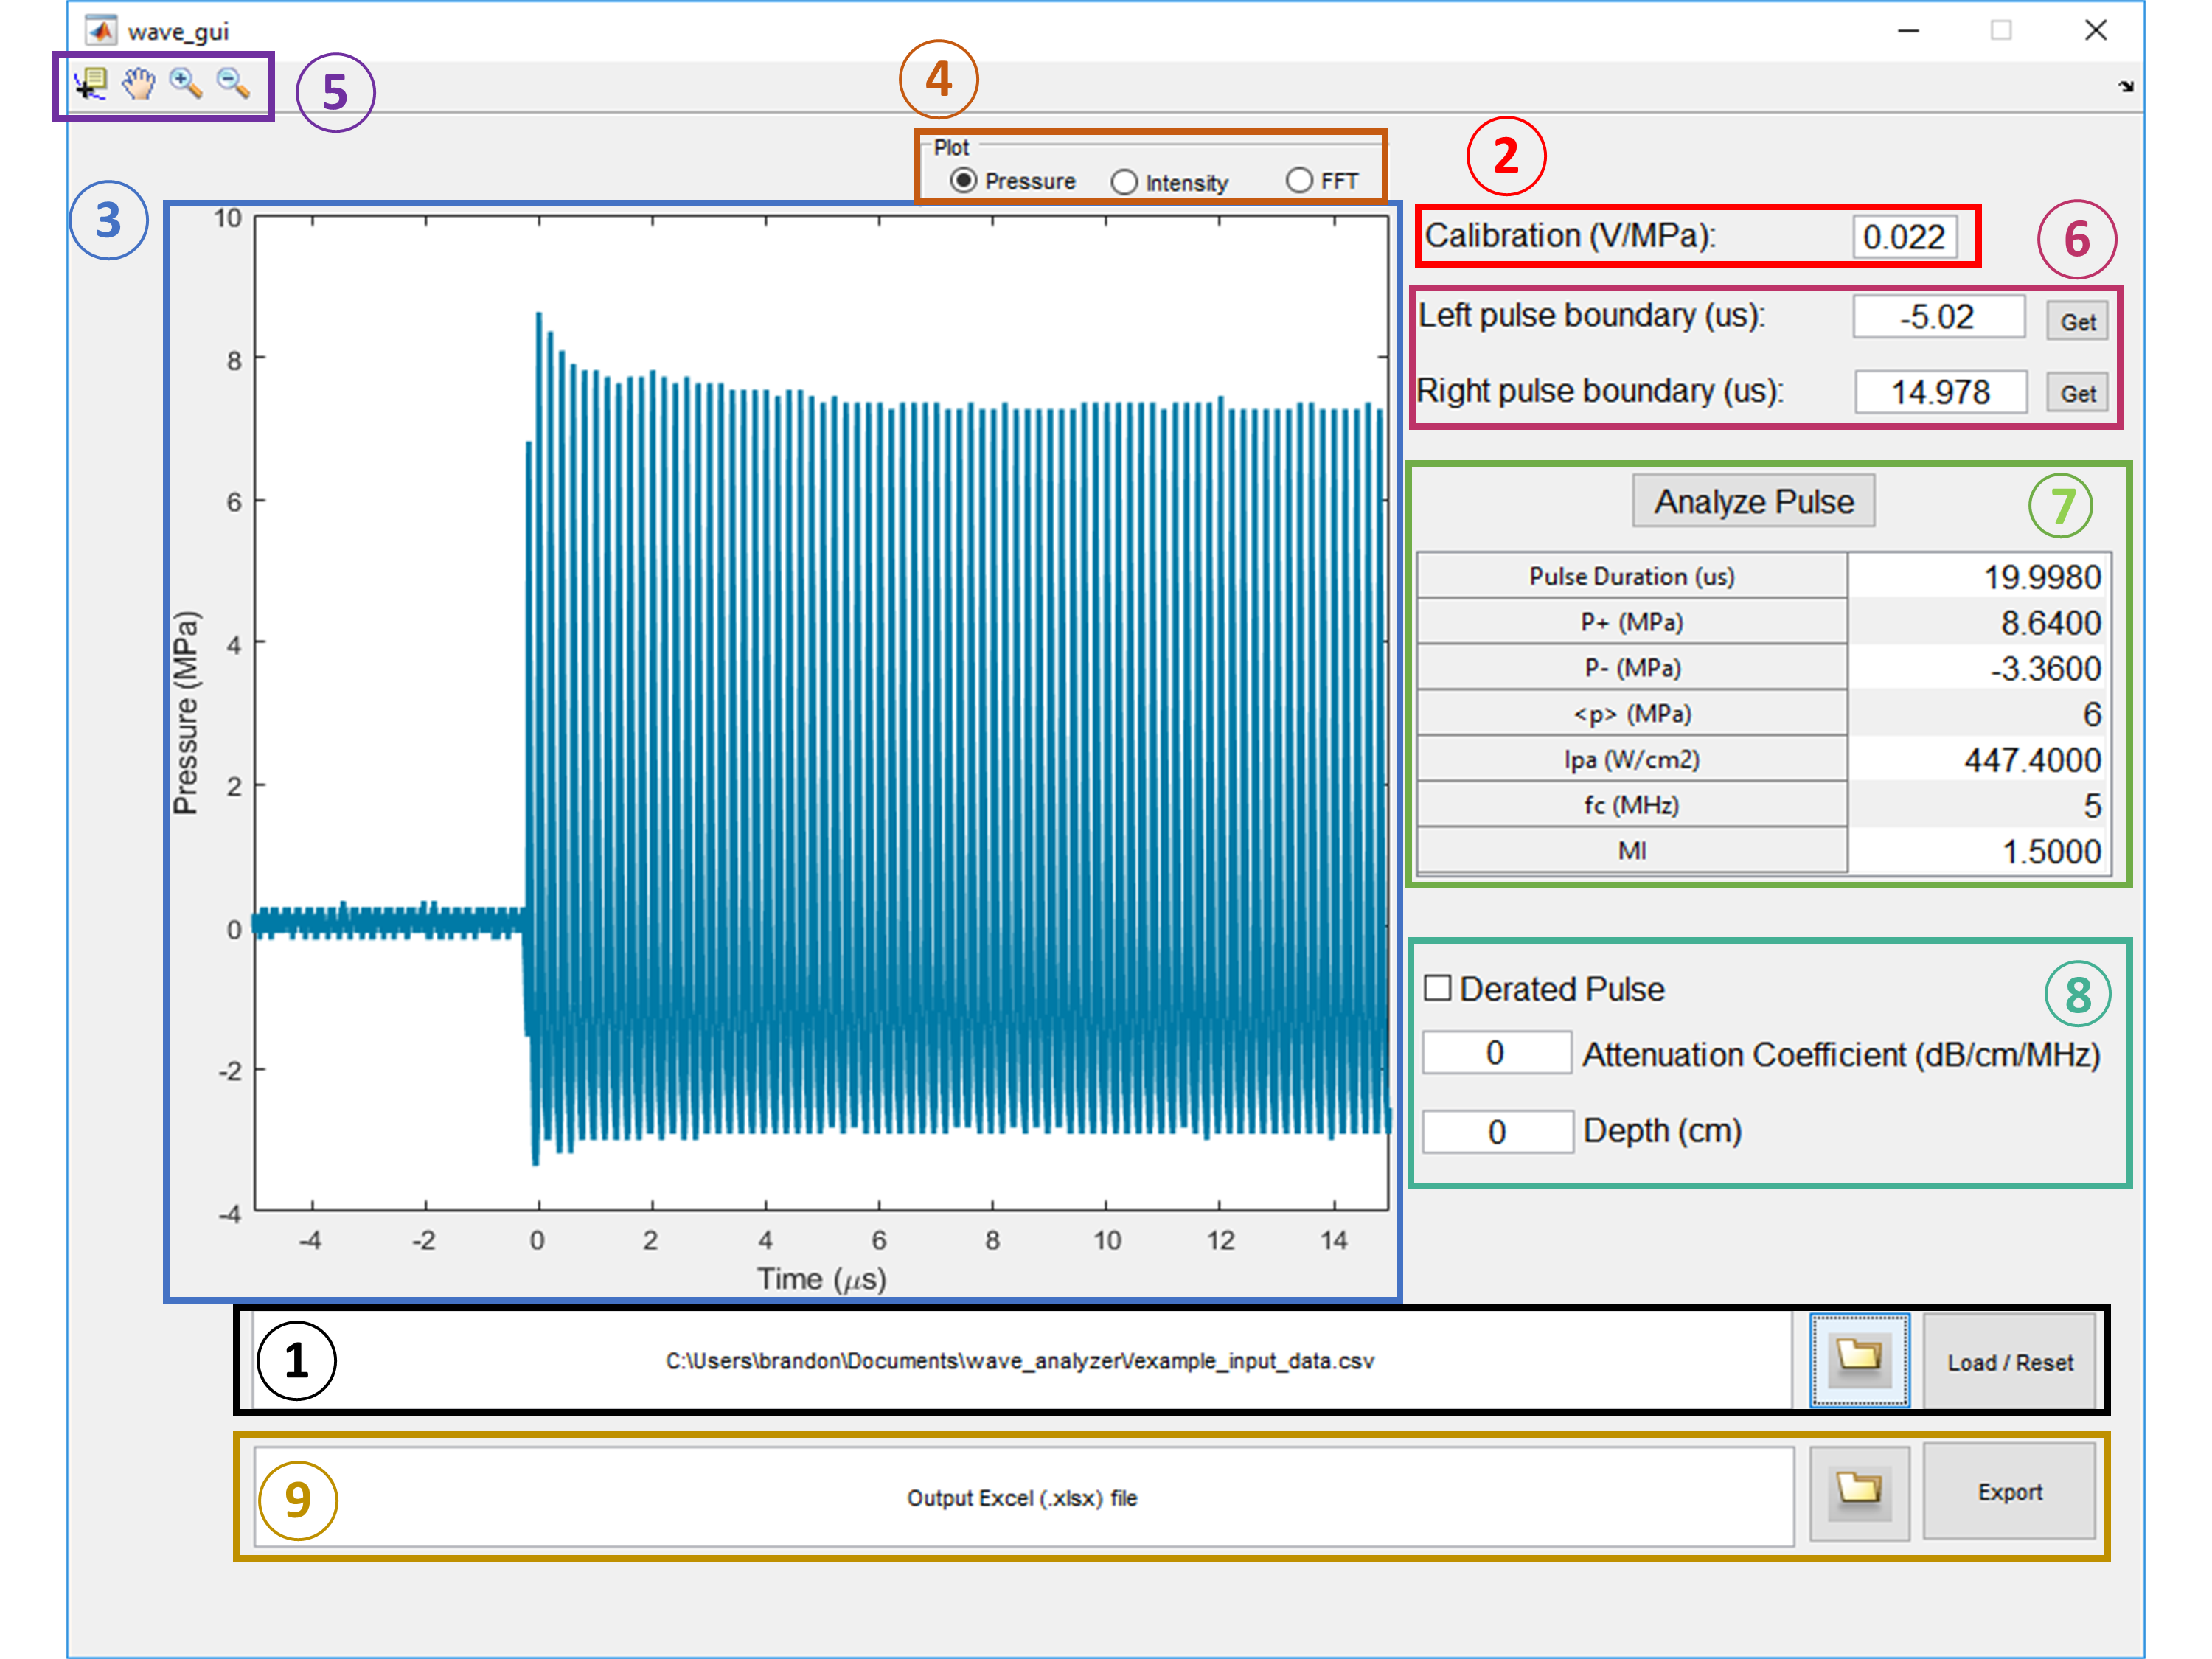 wave_gui
5
4
Plot
Pressure Intensity FFT
2
3
Calibration (V/MPa): 0.022
6
Left pulse boundary (us): -5.02 Get
Right pulse boundary (us): 14.978 Get
Analyze Pulse
7
Pulse Duration (us) 19.9980
P+ (MPa) 8.6400
P- (MPa) -3.3600
<p> (MPa) 6
Ipa (W/cm2) 447.4000
fc (MHz) 5
MI 1.5000
Derated Pulse
8
0 Attenuation Coefficient (dB/cm/MHz)
0 Depth (cm)
10
8
6
4
2
0
-2
-4
Pressure (MPa)
-4 -2 0 2 4 6 8 10 12 14
Time (μs)
1
C:\Users\brandon\Documents\wave_analyzer\/example_input_data.csv
Load / Reset
9
Output Excel (.xlsx) file
Export